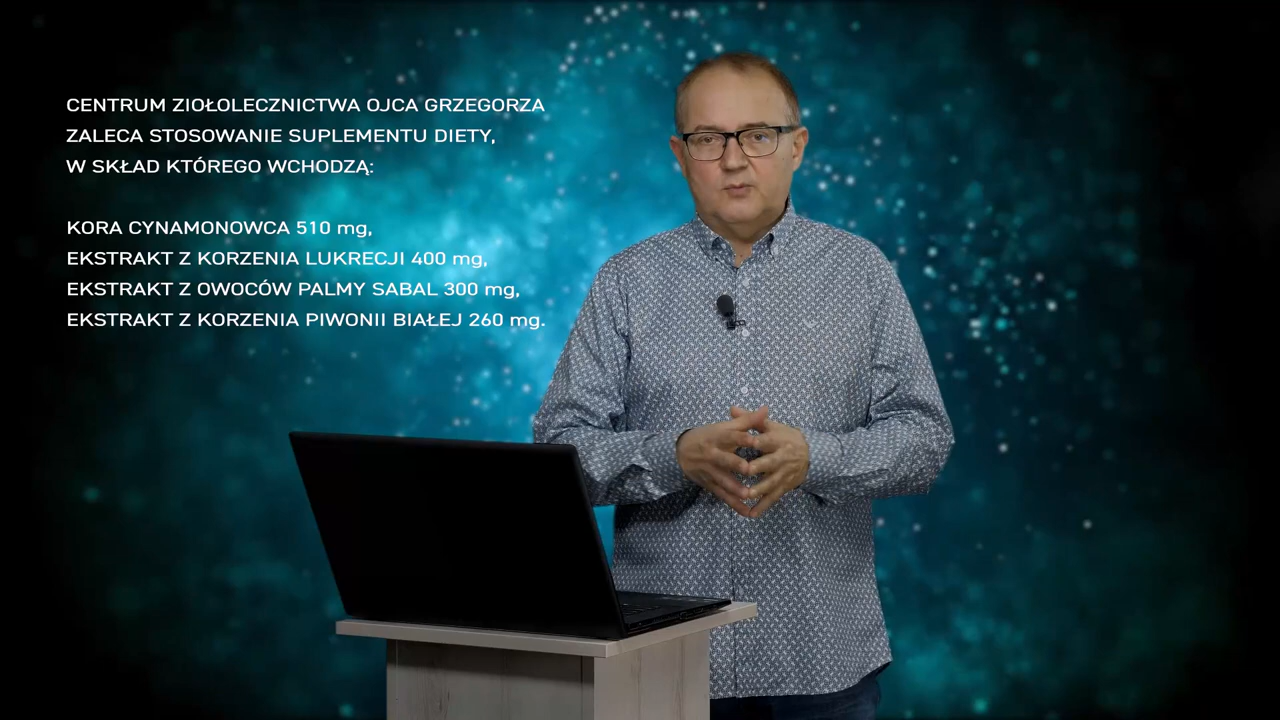 CENTRUM ZIOŁOLECZNICTWA OJCA GRZEGORZA
ZALECA STOSOWANIE SUPLEMENTU DIETY,
W SKŁAD KTÓREGO WCHODZĄ:
KORA CYNAMONOWCA 510 mg,
EKSTRAKT Z KORZENIA LUKRECJI 400 mg,
EKSTRAKT Z OWOCÓW PALMY SABAL 300 mg,
EKSTRAKT Z KORZENIA PIWONII BIAŁEJ 260 mg.